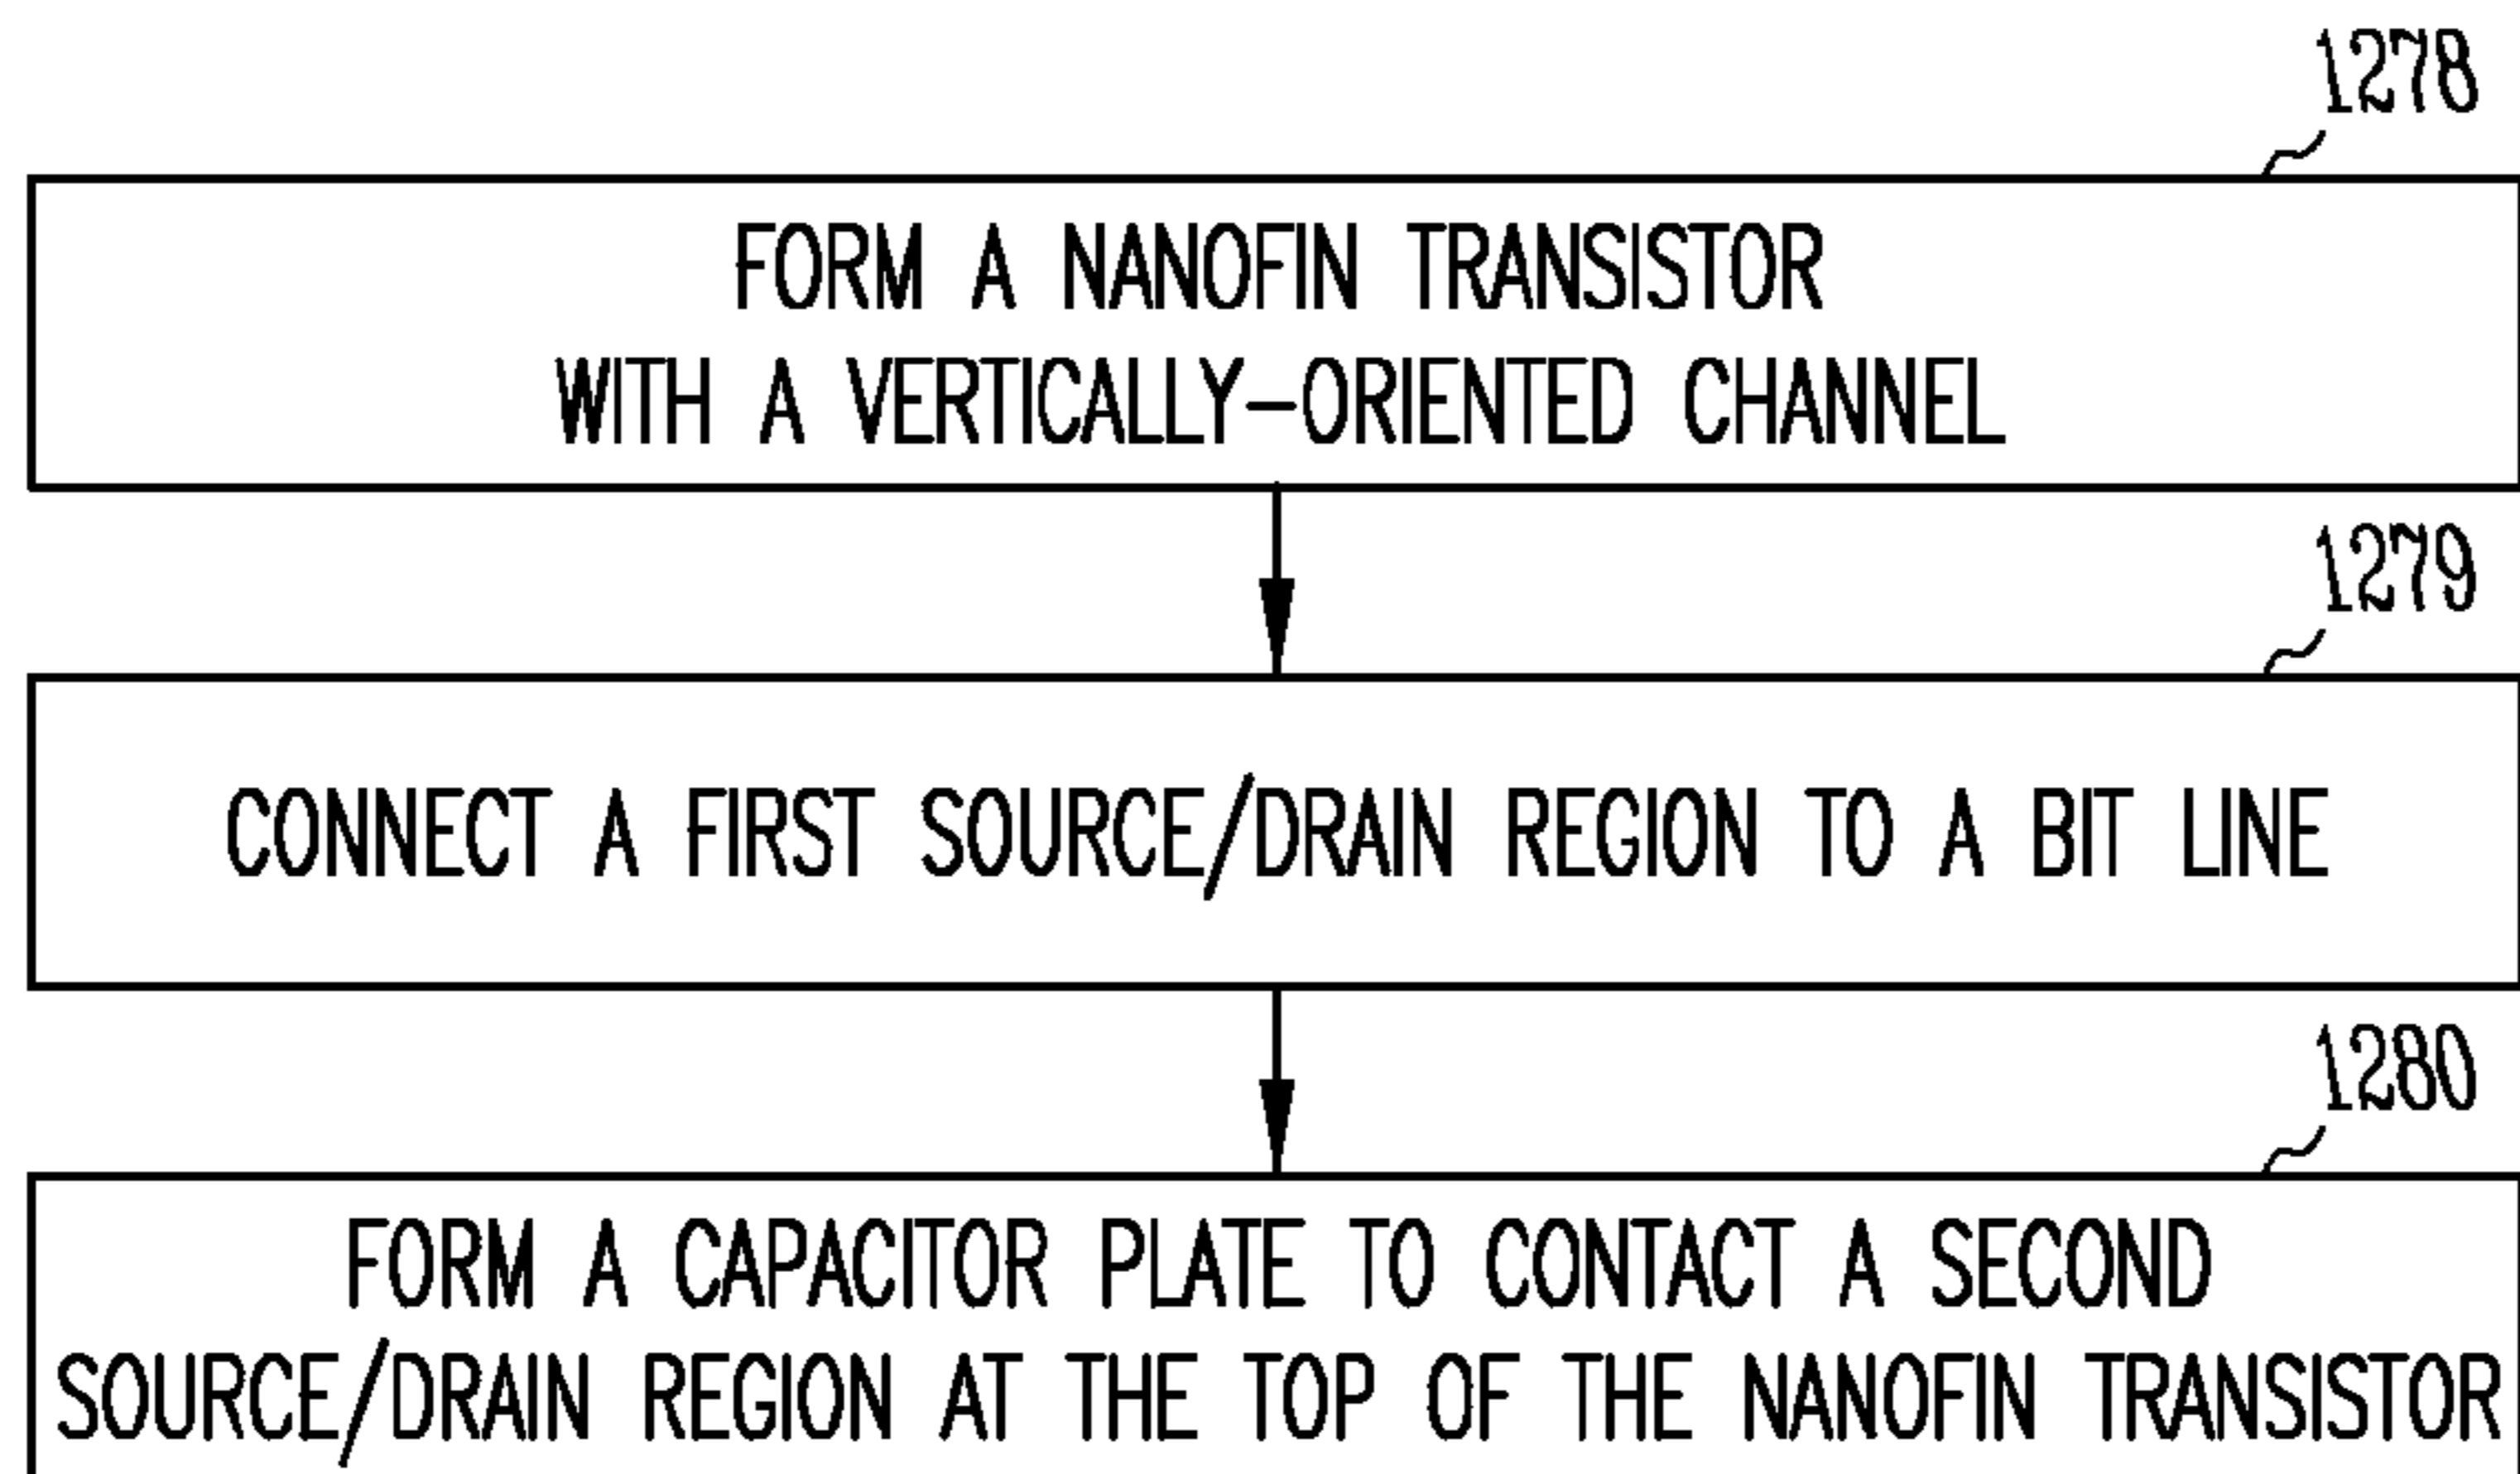 1278
FORM A NANOFIN TRANSISTOR
WITH A VERTICALLY-ORIENTED CHANNEL
1279
CONNECT A FIRST SOURCE/DRAIN REGION TO A BIT LINE
1280
FORM A CAPACITOR PLATE TO CONTACT A SECOND
SOURCE/DRAIN REGION AT THE TOP OF THE NANOFIN TRANSISTOR